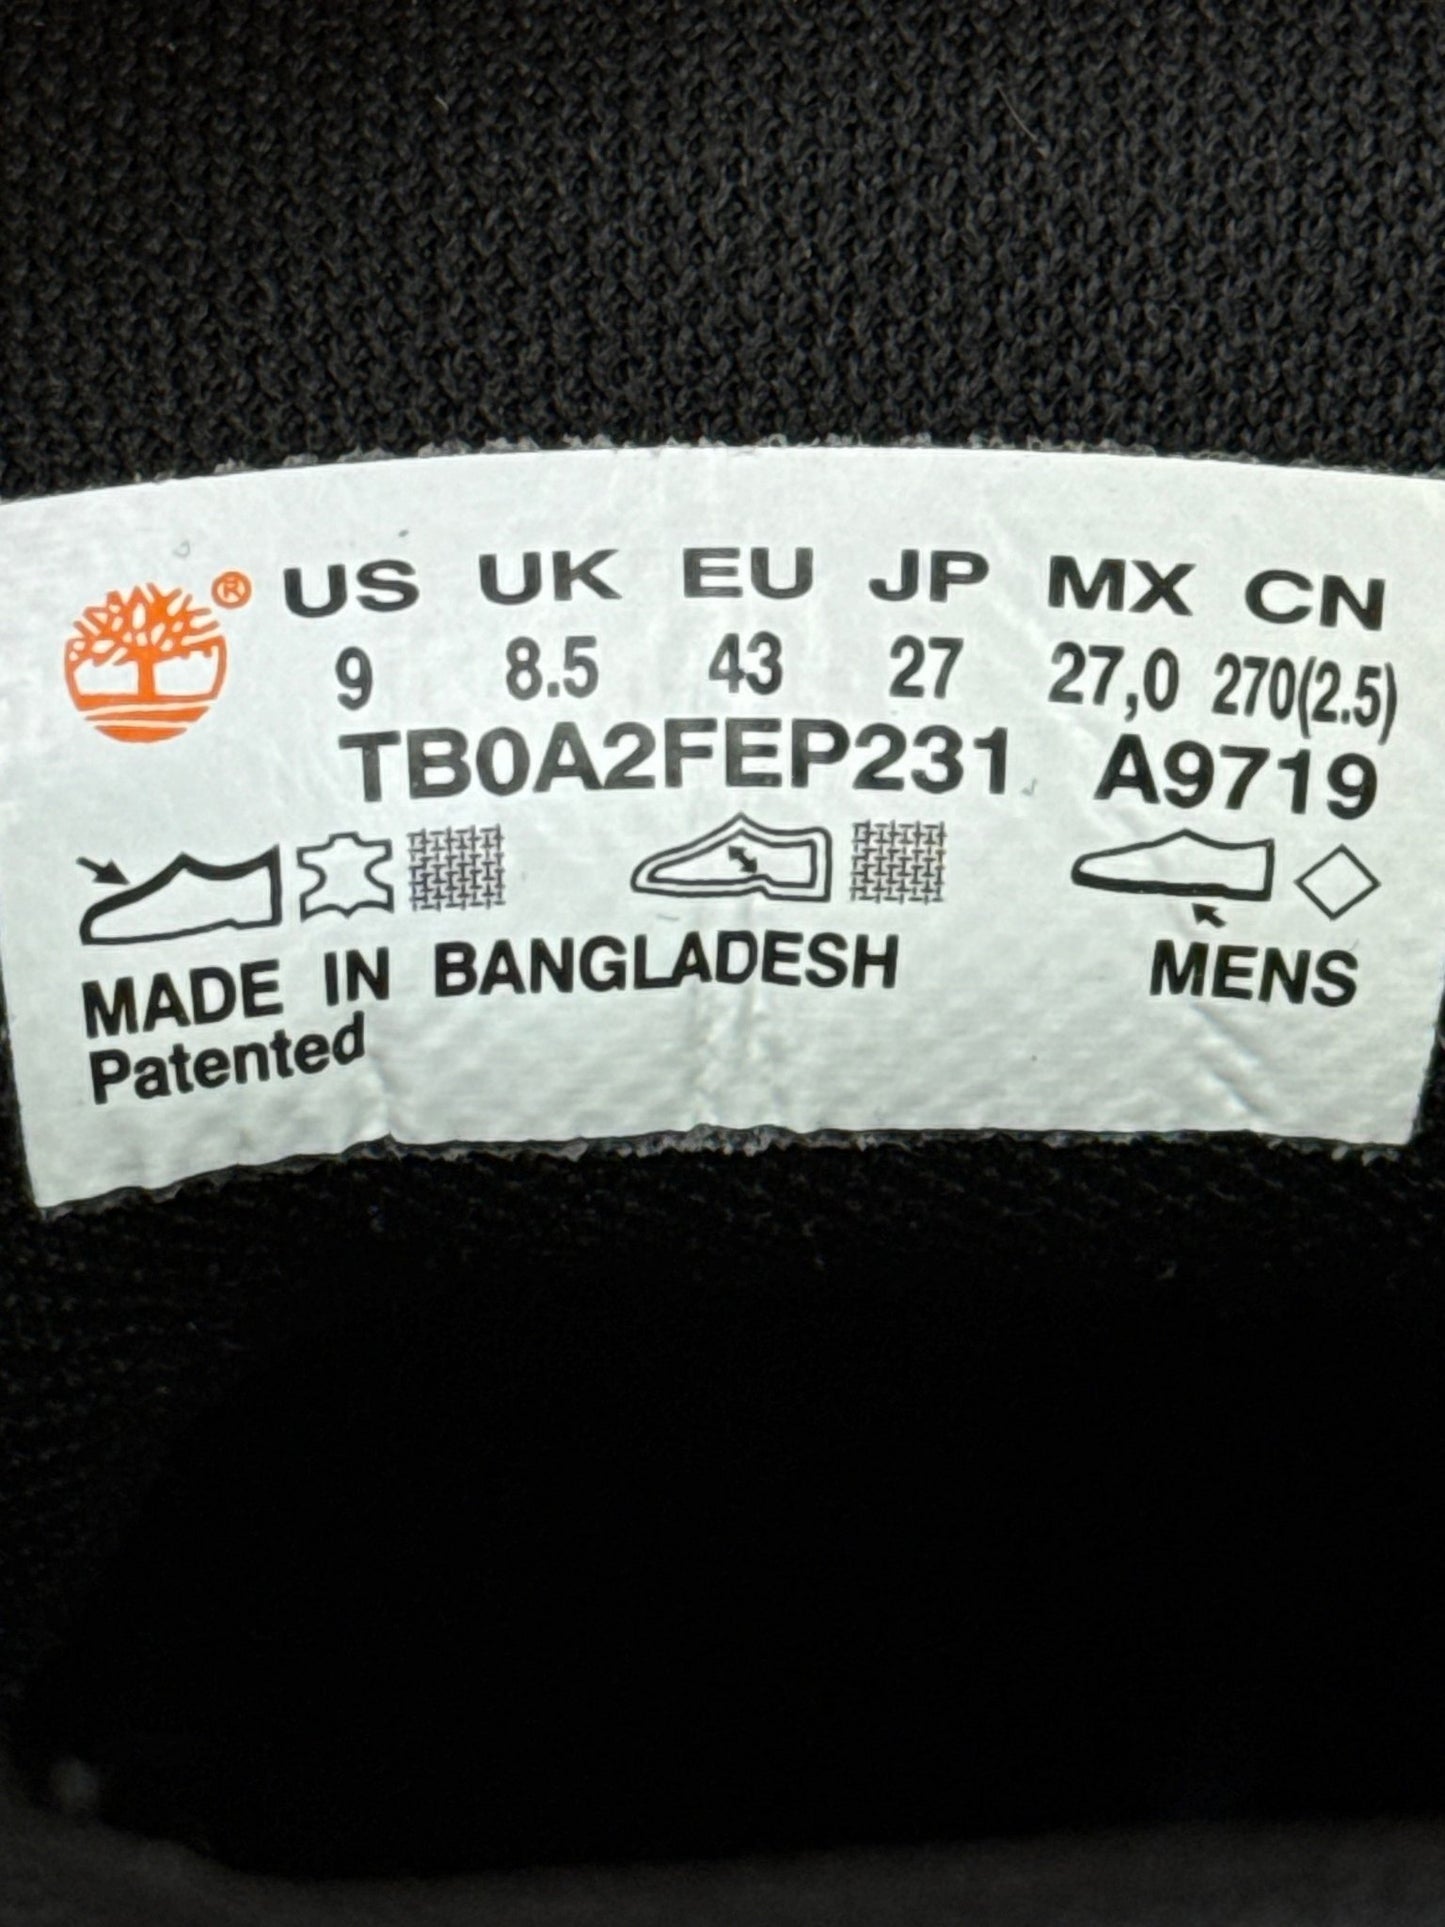 ® US UK EU JP MX CN
9 8.5 43 27 27,0 270(2.5)
TB0A2FEP231 A9719
MADE IN BANGLADESH MENS
Patented